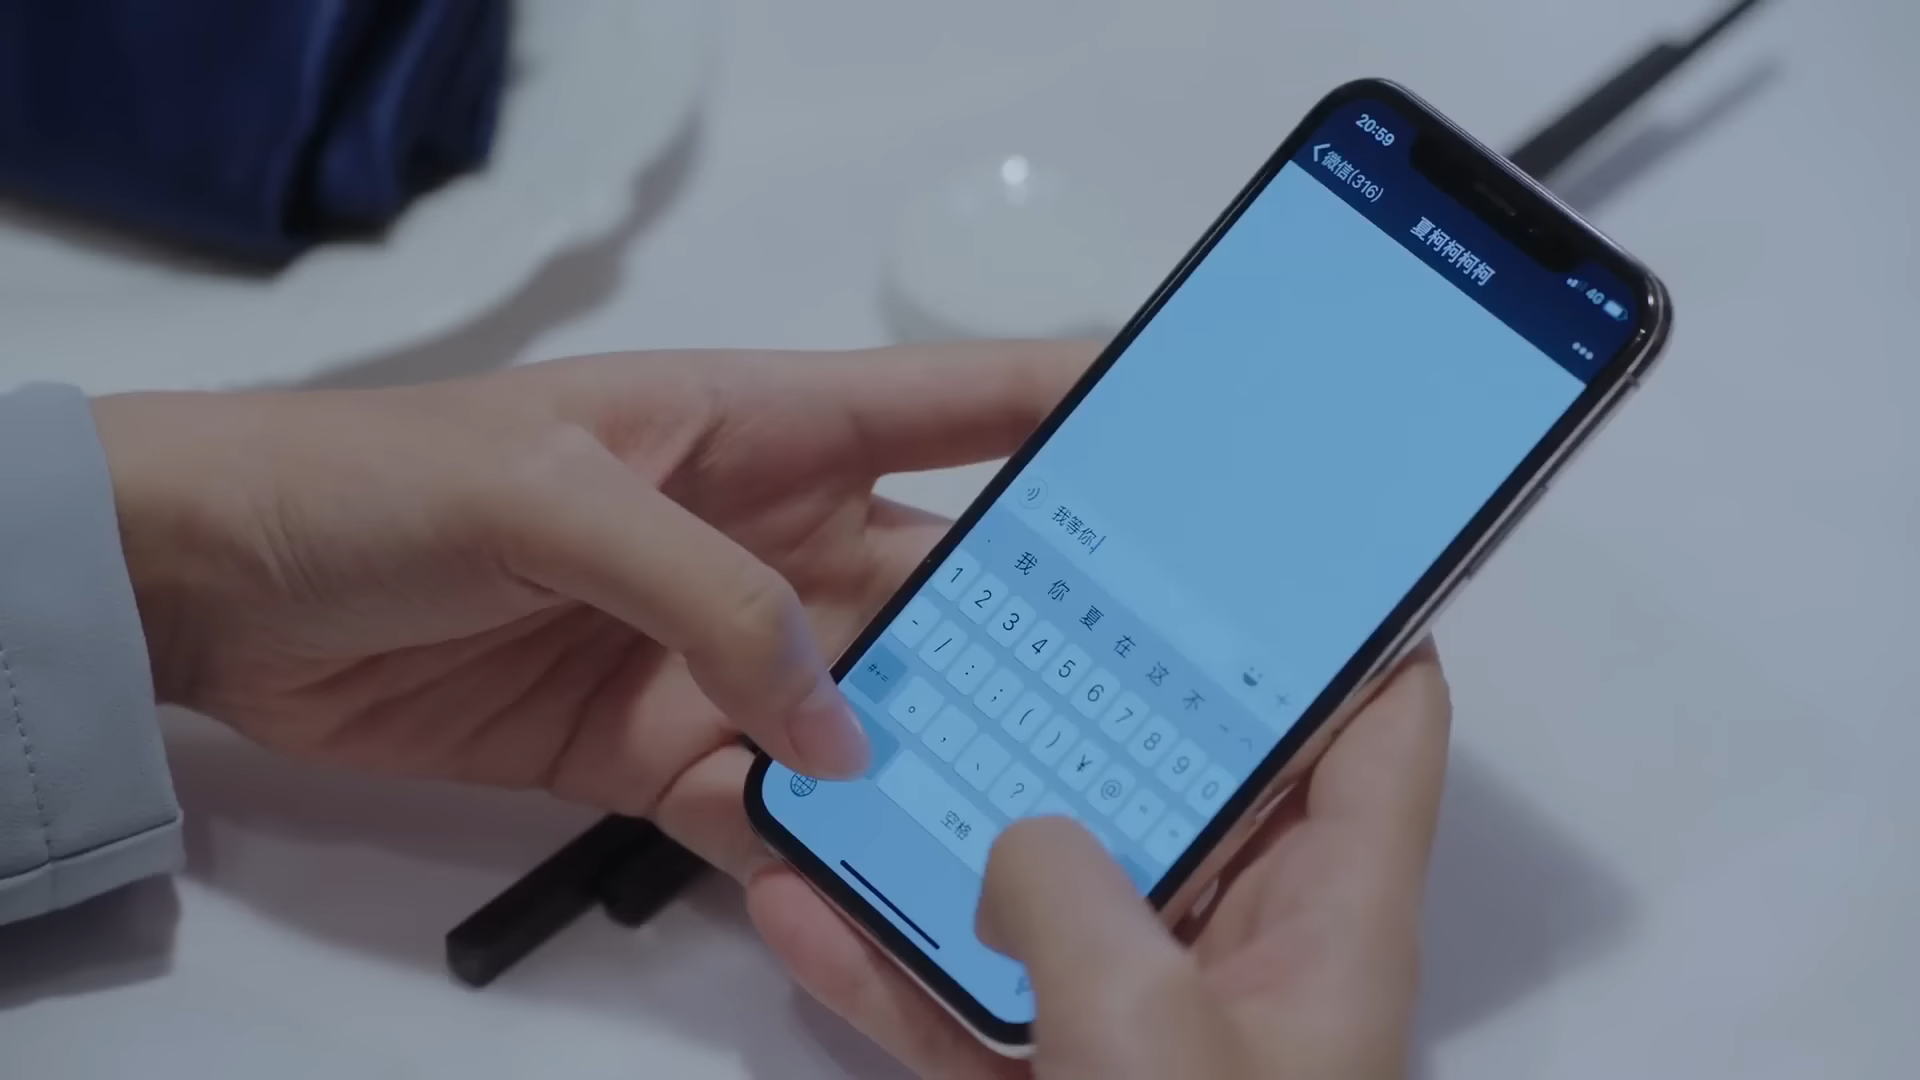 20:59
4G
微信(316)
夏柯柯柯柯
我等你
我 你 夏 在 这 不 一
1 2 3 4 5 6 7 8 9 0
- / : ; ( ) ¥ @
#+= 。 , 、 ?
空格